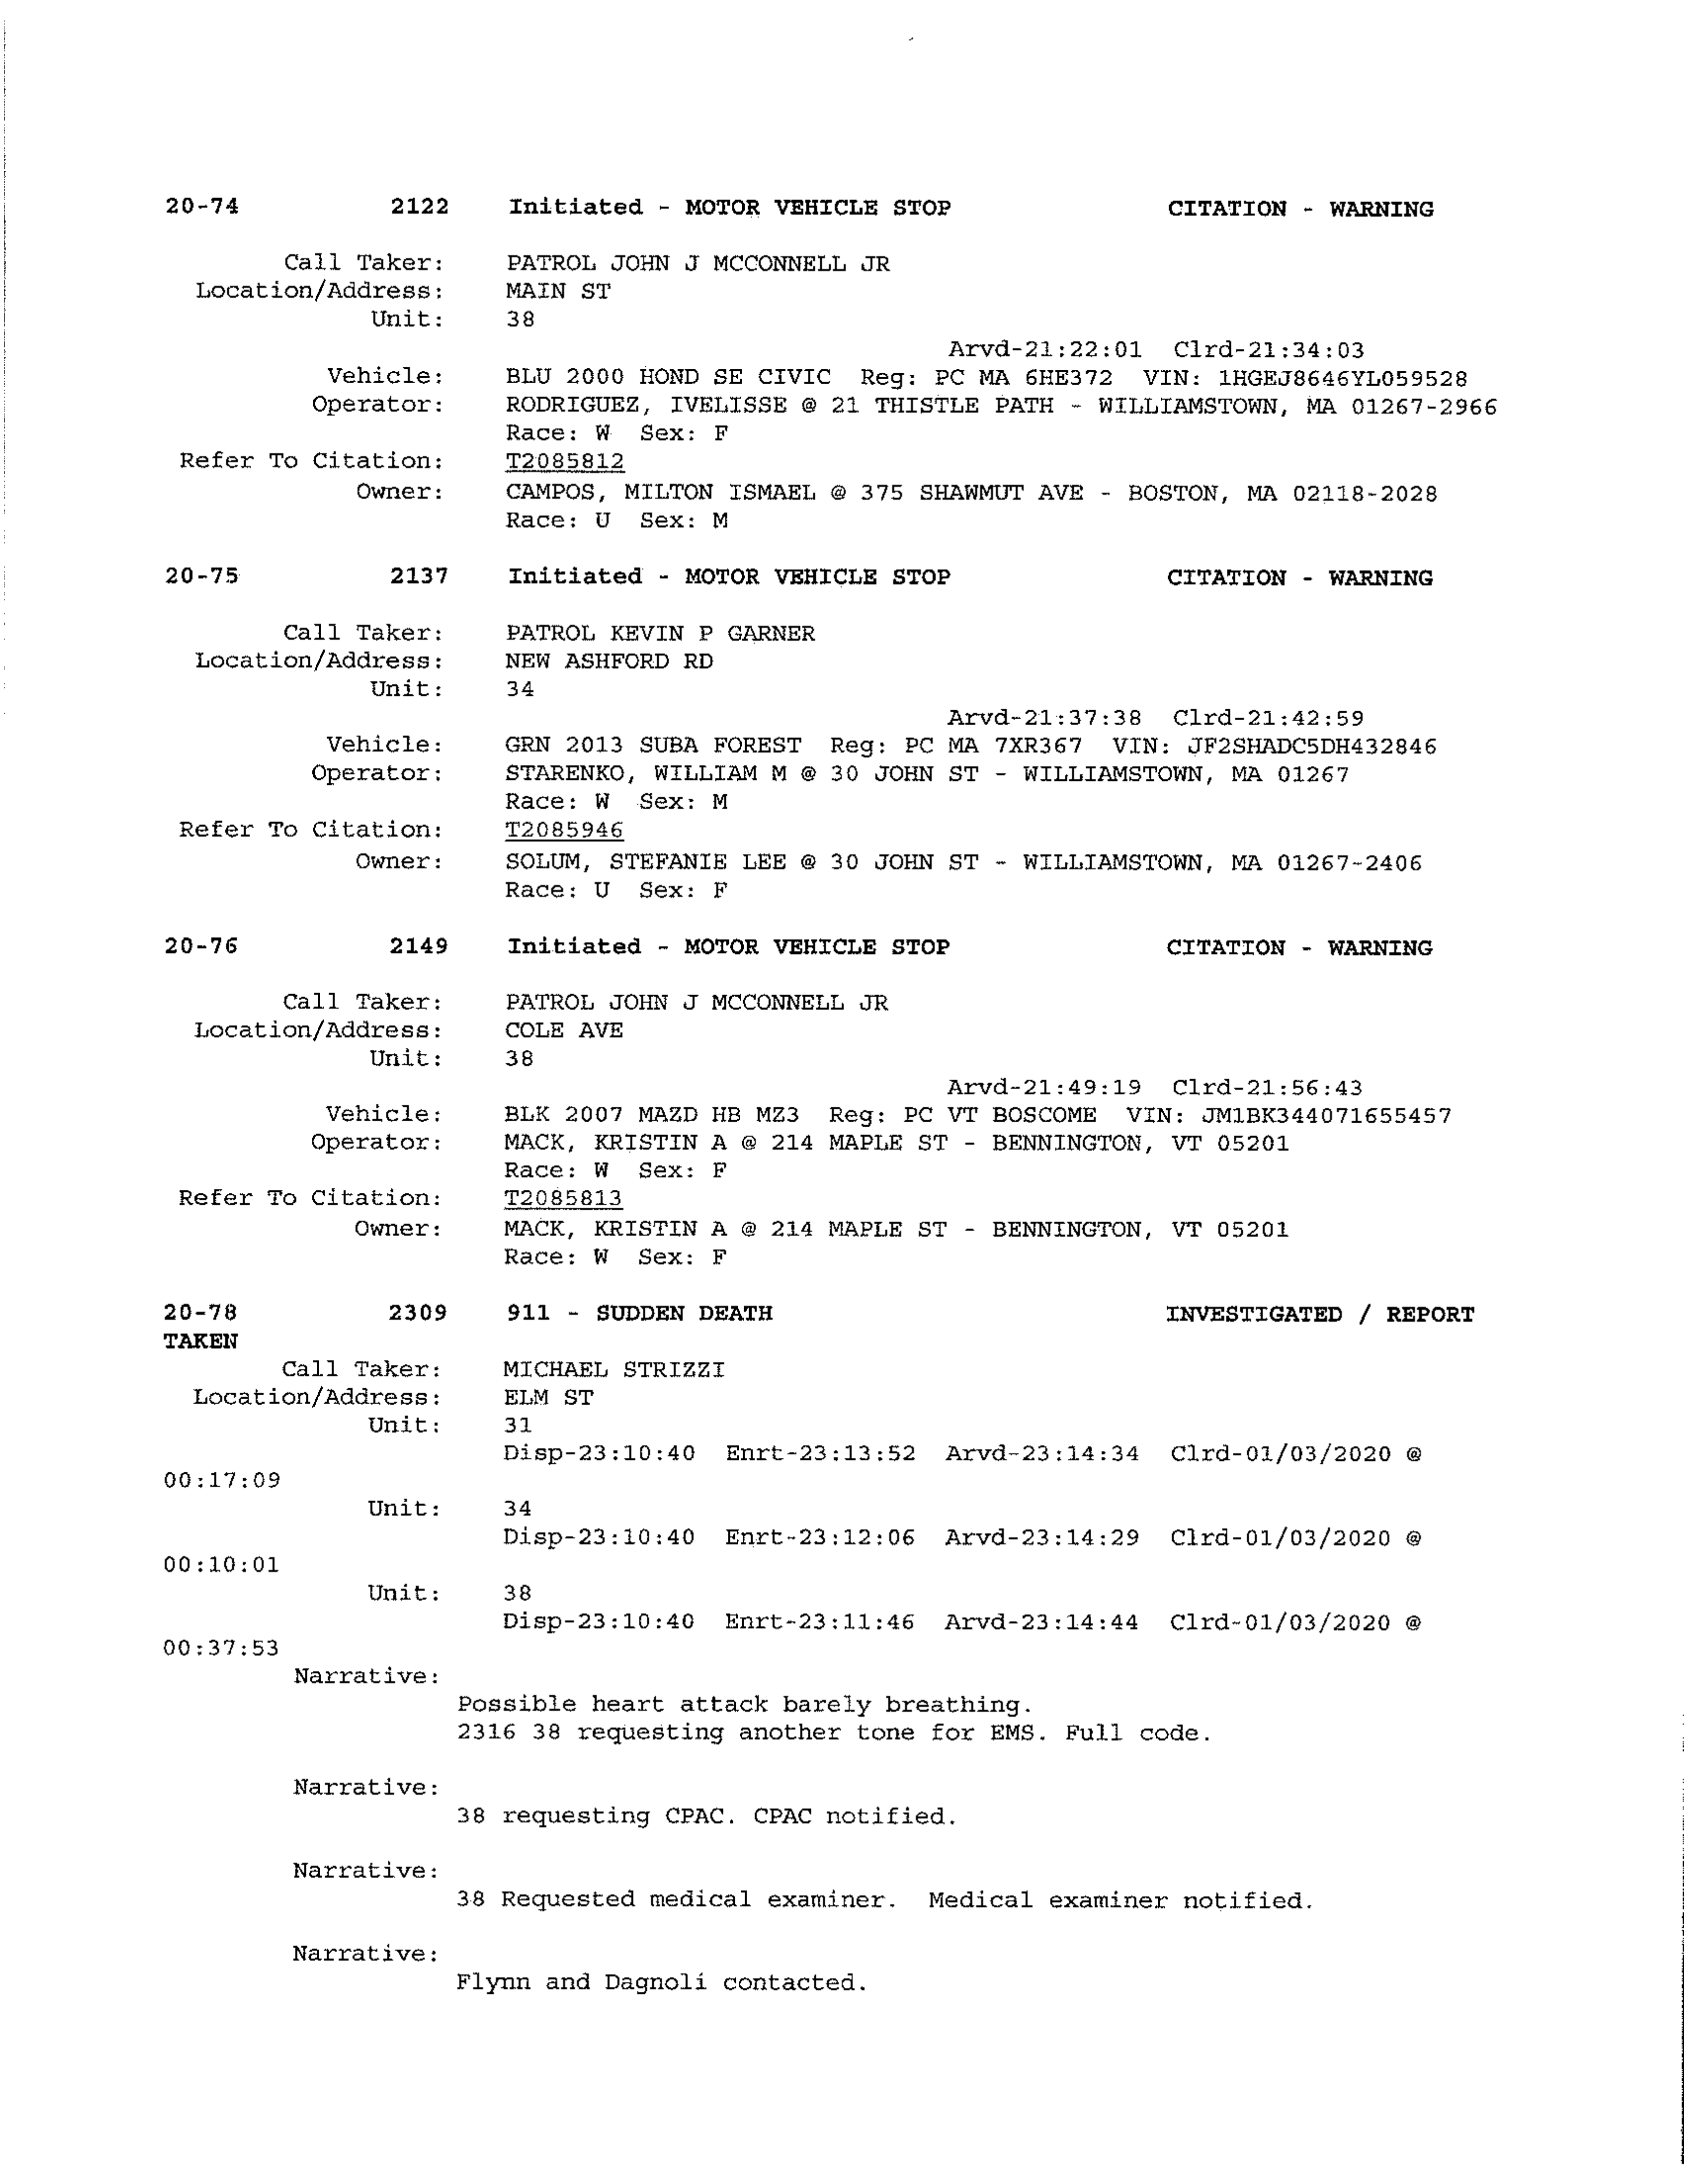 20-74 2122 Initiated - MOTOR VEHICLE STOP CITATION - WARNING
Call Taker: PATROL JOHN J MCCONNELL JR
Location/Address: MAIN ST
Unit: 38
Arvd-21:22:01 Clrd-21:34:03
Vehicle: BLU 2000 HOND SE CIVIC Reg: PC MA 6HE372 VIN: 1HGEJ8646YL059528
Operator: RODRIGUEZ, IVELISSE @ 21 THISTLE PATH - WILLIAMSTOWN, MA 01267-2966
Race: W Sex: F
Refer To Citation: T2085812
Owner: CAMPOS, MILTON ISMAEL @ 375 SHAWMUT AVE - BOSTON, MA 02118-2028
Race: U Sex: M
20-75 2137 Initiated - MOTOR VEHICLE STOP CITATION - WARNING
Call Taker: PATROL KEVIN P GARNER
Location/Address: NEW ASHFORD RD
Unit: 34
Arvd-21:37:38 Clrd-21:42:59
Vehicle: GRN 2013 SUBA FOREST Reg: PC MA 7XR367 VIN: JF2SHADC5DH432846
Operator: STARENKO, WILLIAM M @ 30 JOHN ST - WILLIAMSTOWN, MA 01267
Race: W Sex: M
Refer To Citation: T2085946
Owner: SOLUM, STEFANIE LEE @ 30 JOHN ST - WILLIAMSTOWN, MA 01267-2406
Race: U Sex: F
20-76 2149 Initiated - MOTOR VEHICLE STOP CITATION - WARNING
Call Taker: PATROL JOHN J MCCONNELL JR
Location/Address: COLE AVE
Unit: 38
Arvd-21:49:19 Clrd-21:56:43
Vehicle: BLK 2007 MAZD HB MZ3 Reg: PC VT BOSCOME VIN: JM1BK344071655457
Operator: MACK, KRISTIN A @ 214 MAPLE ST - BENNINGTON, VT 05201
Race: W Sex: F
Refer To Citation: T2085813
Owner: MACK, KRISTIN A @ 214 MAPLE ST - BENNINGTON, VT 05201
Race: W Sex: F
20-78 2309 911 - SUDDEN DEATH INVESTIGATED / REPORT
TAKEN
Call Taker: MICHAEL STRIZZI
Location/Address: ELM ST
Unit: 31
Disp-23:10:40 Enrt-23:13:52 Arvd-23:14:34 Clrd-01/03/2020 @
00:17:09
Unit: 34
Disp-23:10:40 Enrt-23:12:06 Arvd-23:14:29 Clrd-01/03/2020 @
00:10:01
Unit: 38
Disp-23:10:40 Enrt-23:11:46 Arvd-23:14:44 Clrd-01/03/2020 @
00:37:53
Narrative:
Possible heart attack barely breathing.
2316 38 requesting another tone for EMS. Full code.
Narrative:
38 requesting CPAC. CPAC notified.
Narrative:
38 Requested medical examiner. Medical examiner notified.
Narrative:
Flynn and Dagnoli contacted.